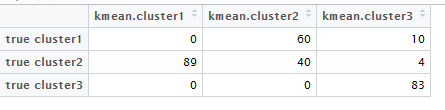 kmean.cluster1 kmean.cluster2 kmean.cluster3
true cluster1 0 60 10
true cluster2 89 40 4
true cluster3 0 0 83